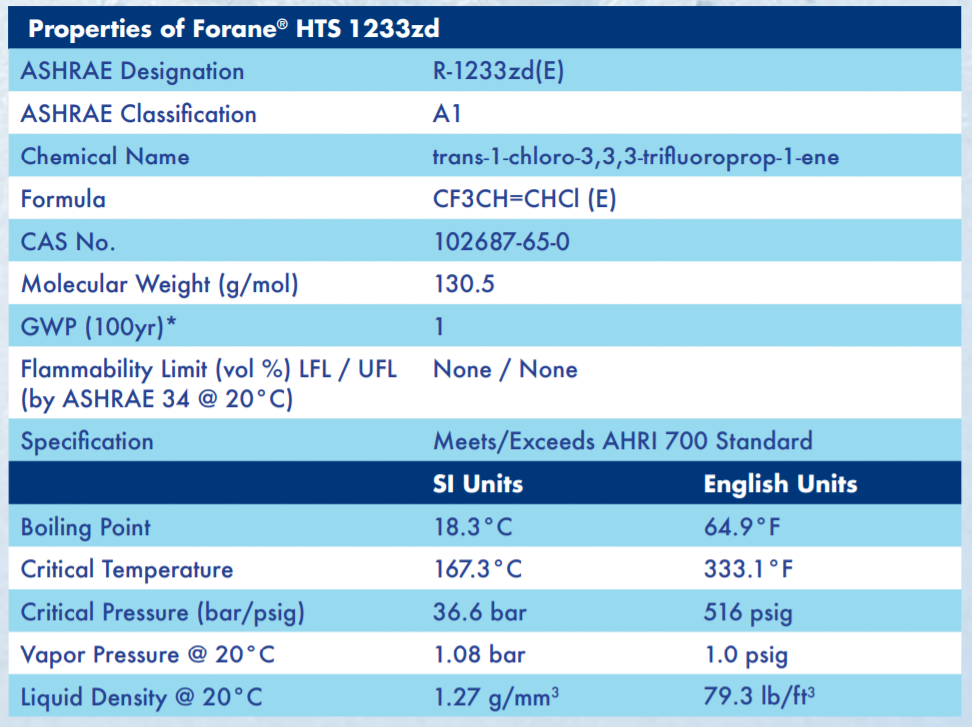 Properties of Forane® HTS 1233zd
ASHRAE Designation R-1233zd(E)
ASHRAE Classification A1
Chemical Name trans-1-chloro-3,3,3-trifluoroprop-1-ene
Formula CF3CH=CHCl (E)
CAS No. 102687-65-0
Molecular Weight (g/mol) 130.5
GWP (100yr)* 1
Flammability Limit (vol %) LFL / UFL None / None
(by ASHRAE 34 @ 20°C)
Specification Meets/Exceeds AHRI 700 Standard
SI Units English Units
Boiling Point 18.3°C 64.9°F
Critical Temperature 167.3°C 333.1°F
Critical Pressure (bar/psig) 36.6 bar 516 psig
Vapor Pressure @ 20°C 1.08 bar 1.0 psig
Liquid Density @ 20°C 1.27 g/mm³ 79.3 lb/ft³